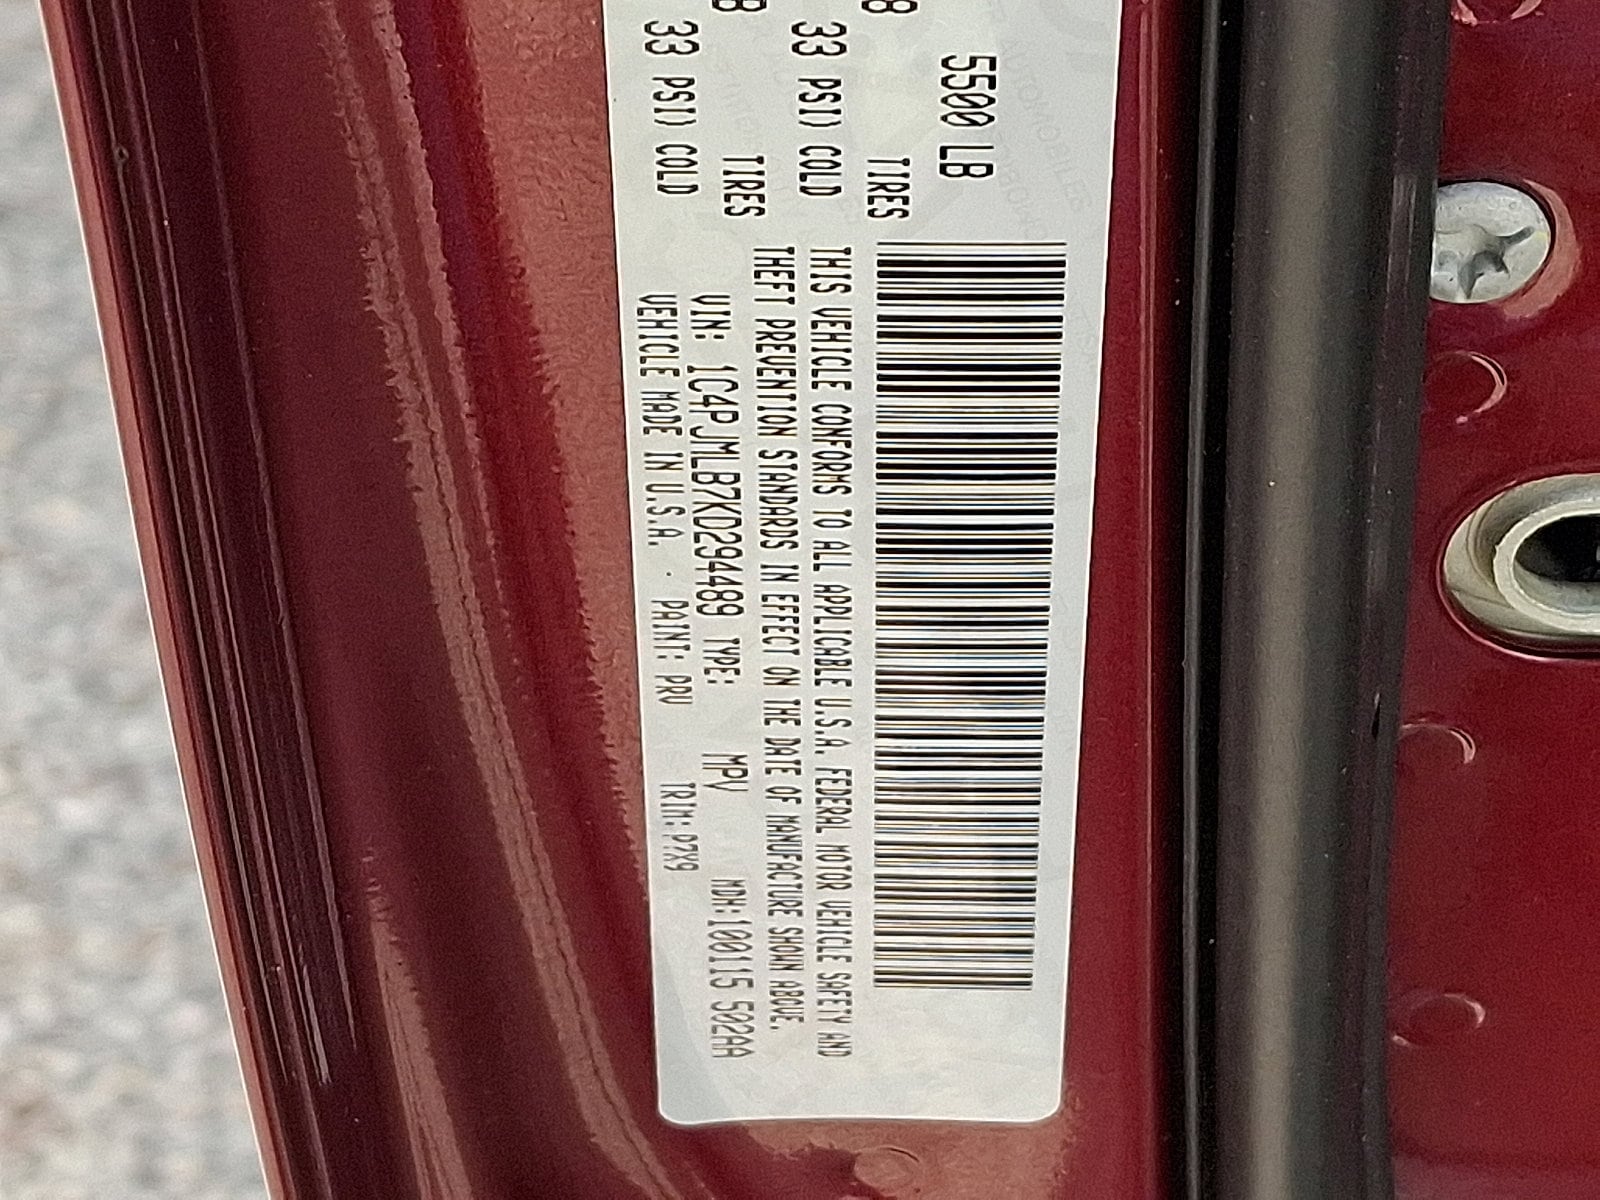 5500 LB
8 TIRES
33 PSI) COLD
8 TIRES
33 PSI) COLD
THIS VEHICLE CONFORMS TO ALL APPLICABLE U.S.A. FEDERAL MOTOR VEHICLE SAFETY AND
THEFT PREVENTION STANDARDS IN EFFECT ON THE DATE OF MANUFACTURE SHOWN ABOVE.
VIN: 1C4PJMLB7KD294489 TYPE: MPV MDH: 100115 502AA
VEHICLE MADE IN U.S.A. PAINT: PRV TRIM: P7X9